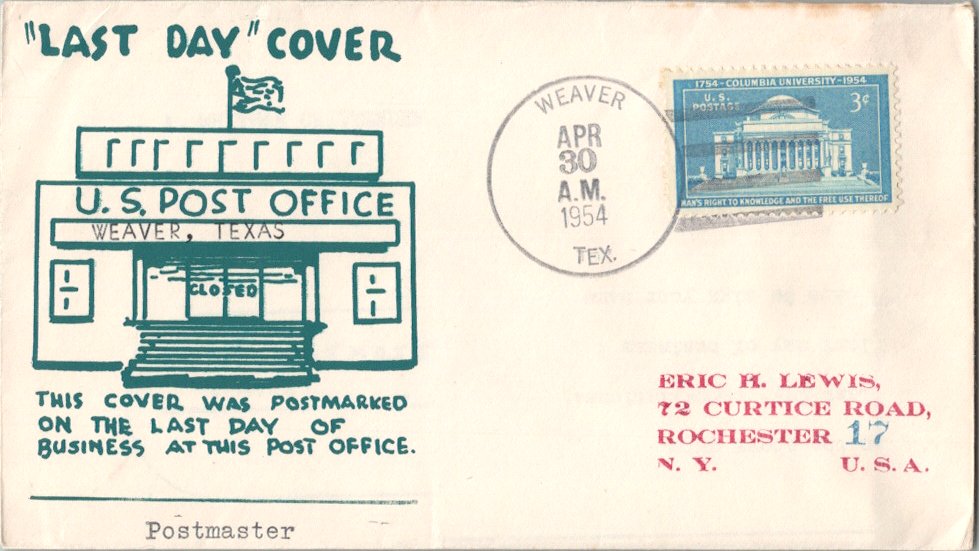 "LAST DAY" COVER
U.S. POST OFFICE
WEAVER, TEXAS
CLOSED
THIS COVER WAS POSTMARKED
ON THE LAST DAY OF
BUSINESS AT THIS POST OFFICE.
Postmaster
WEAVER
APR
30
A.M.
1954
TEX.
1754-COLUMBIA UNIVERSITY-1954
U.S.
POSTAGE
3¢
MAN'S RIGHT TO KNOWLEDGE AND THE FREE USE THEREOF
ERIC H. LEWIS,
72 CURTICE ROAD,
ROCHESTER 17
N. Y. U. S. A.